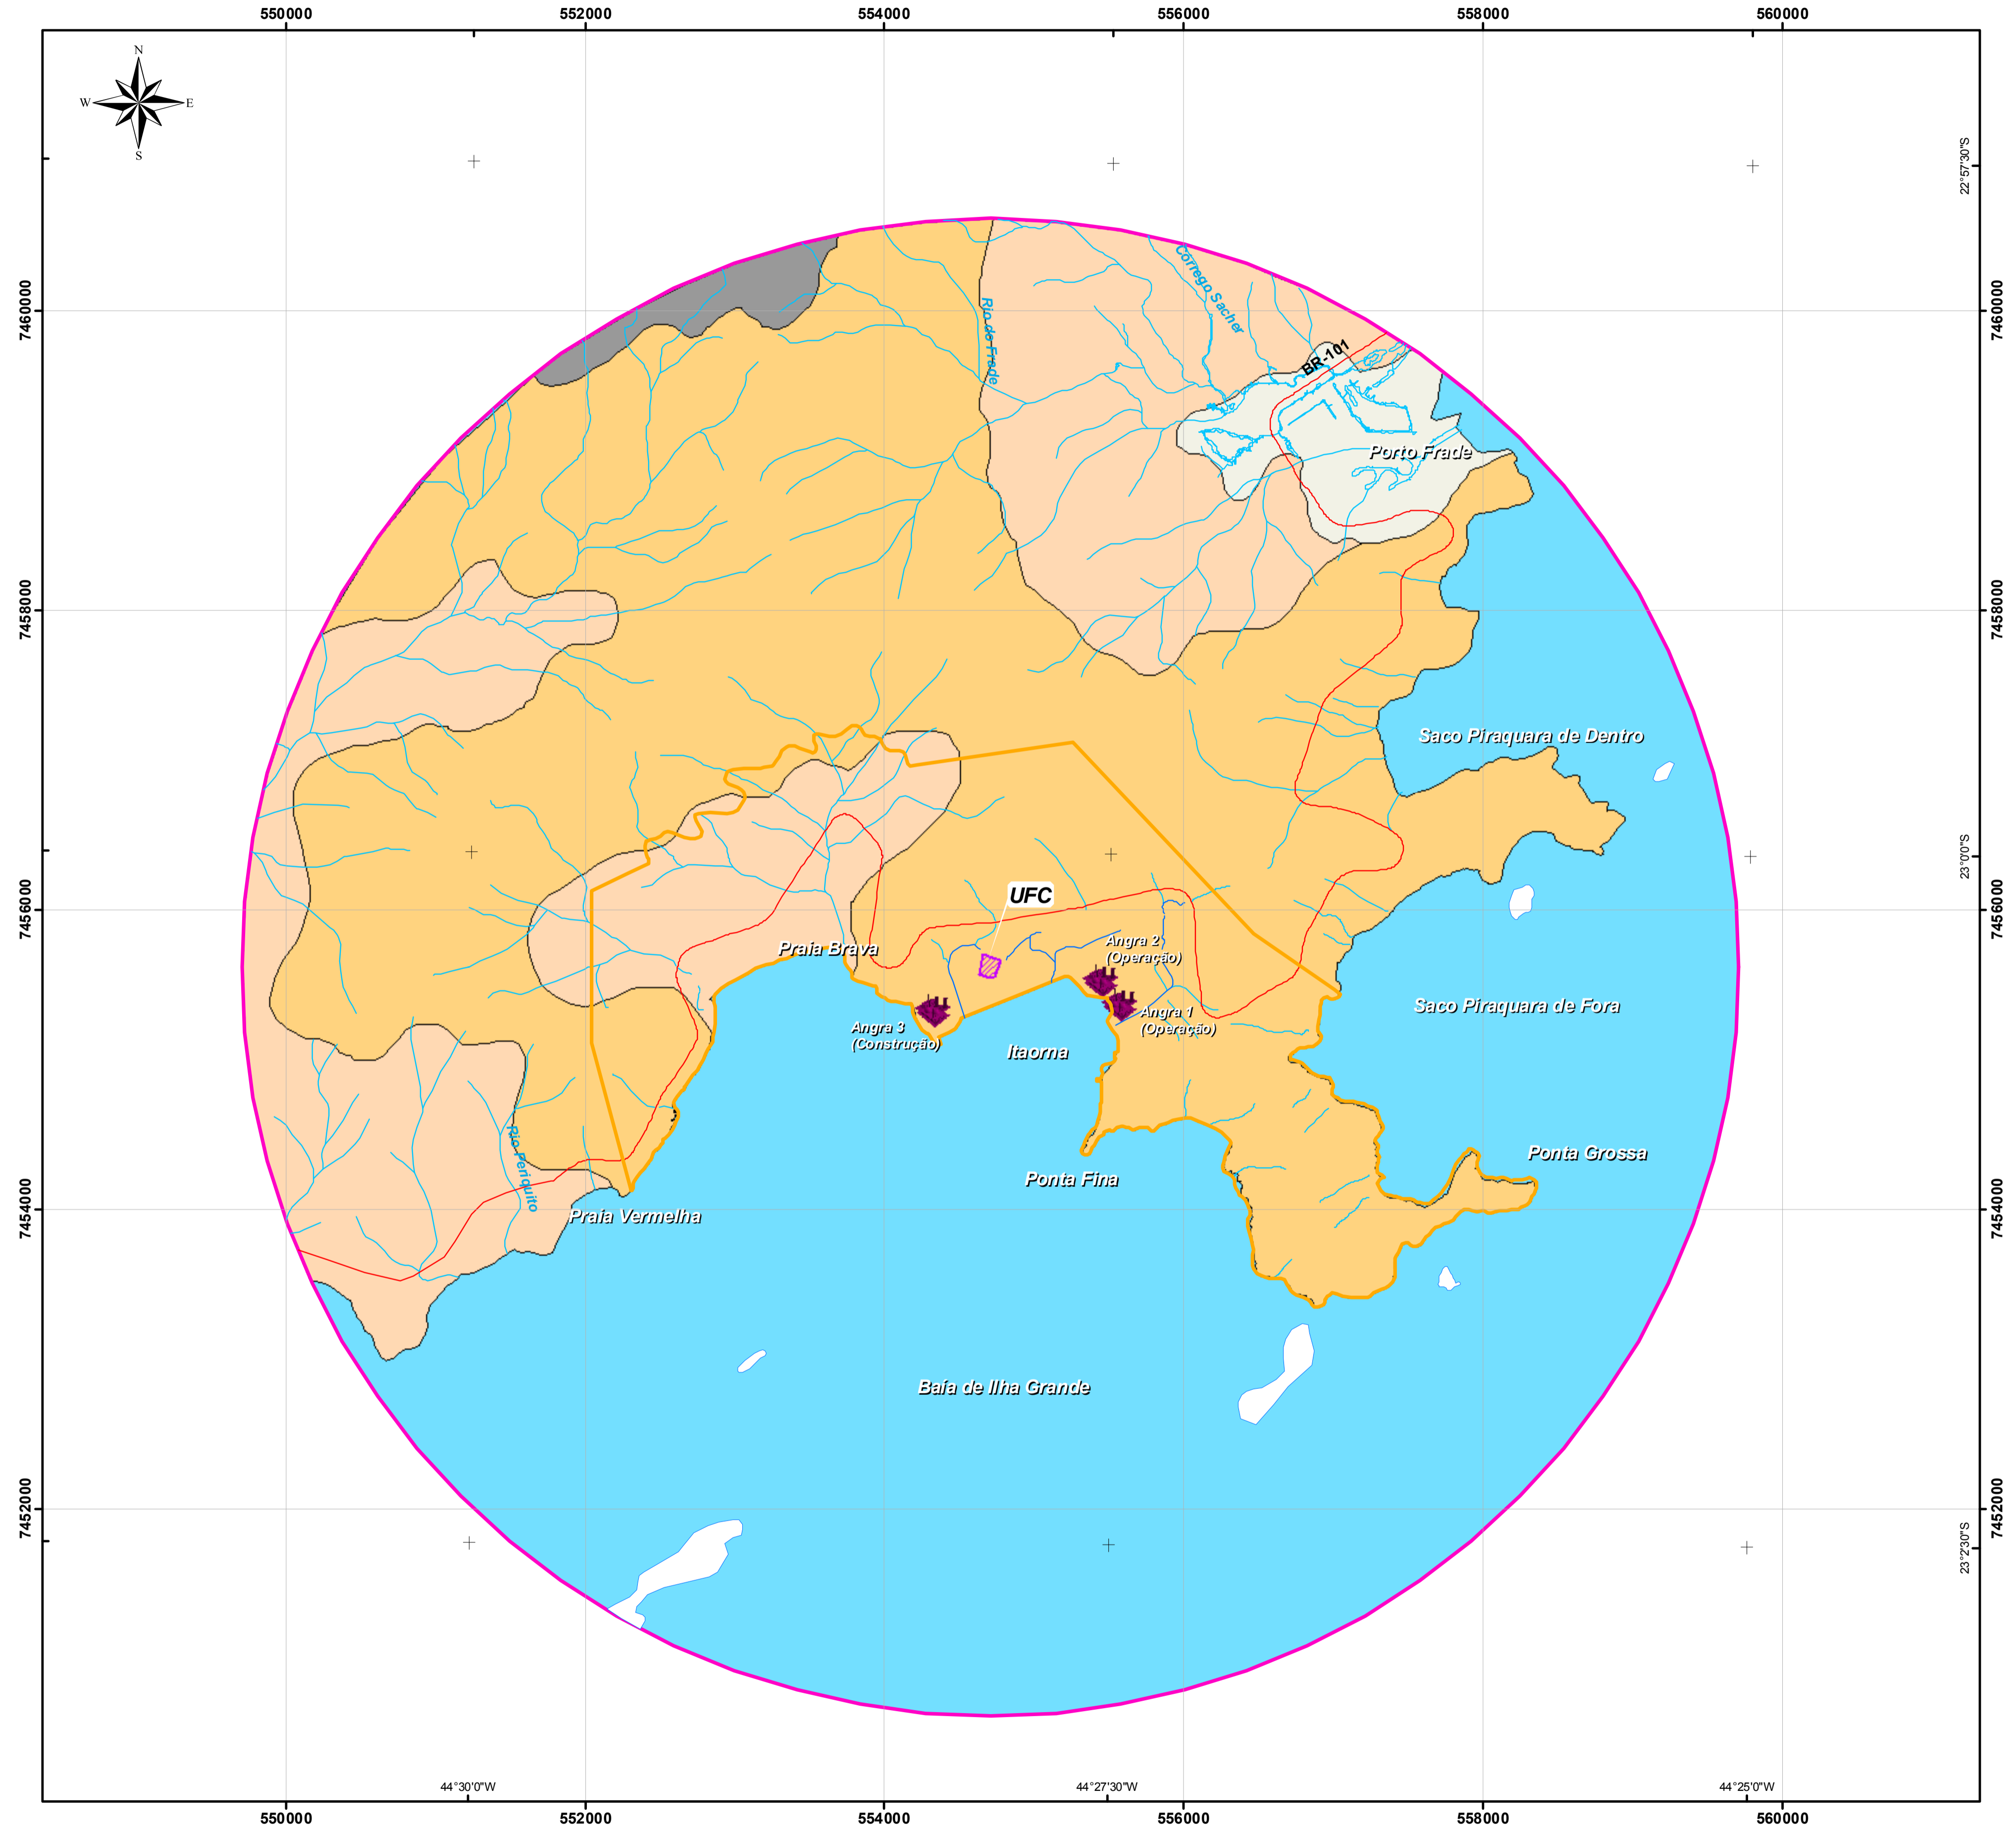 550000
552000
554000
556000
558000
560000
N
W
E
S
22°57'30"S
Córrego Sacher
7460000
7460000
Rio do Frade
BR-101
Porto Frade
7458000
7458000
Saco Piraquara de Dentro
23°0'0"S
UFC
7456000
7456000
Praia Brava
Angra 2
(Operação)
Angra 3
(Construção)
Angra 1
(Operação)
Saco Piraquara de Fora
Itaorna
Rio Periquito
Ponta Grossa
Ponta Fina
Praia Vermelha
7454000
7454000
Baía de Ilha Grande
7452000
7452000
23°2'30"S
44°30'0"W
44°27'30"W
44°25'0"W
550000
552000
554000
556000
558000
560000